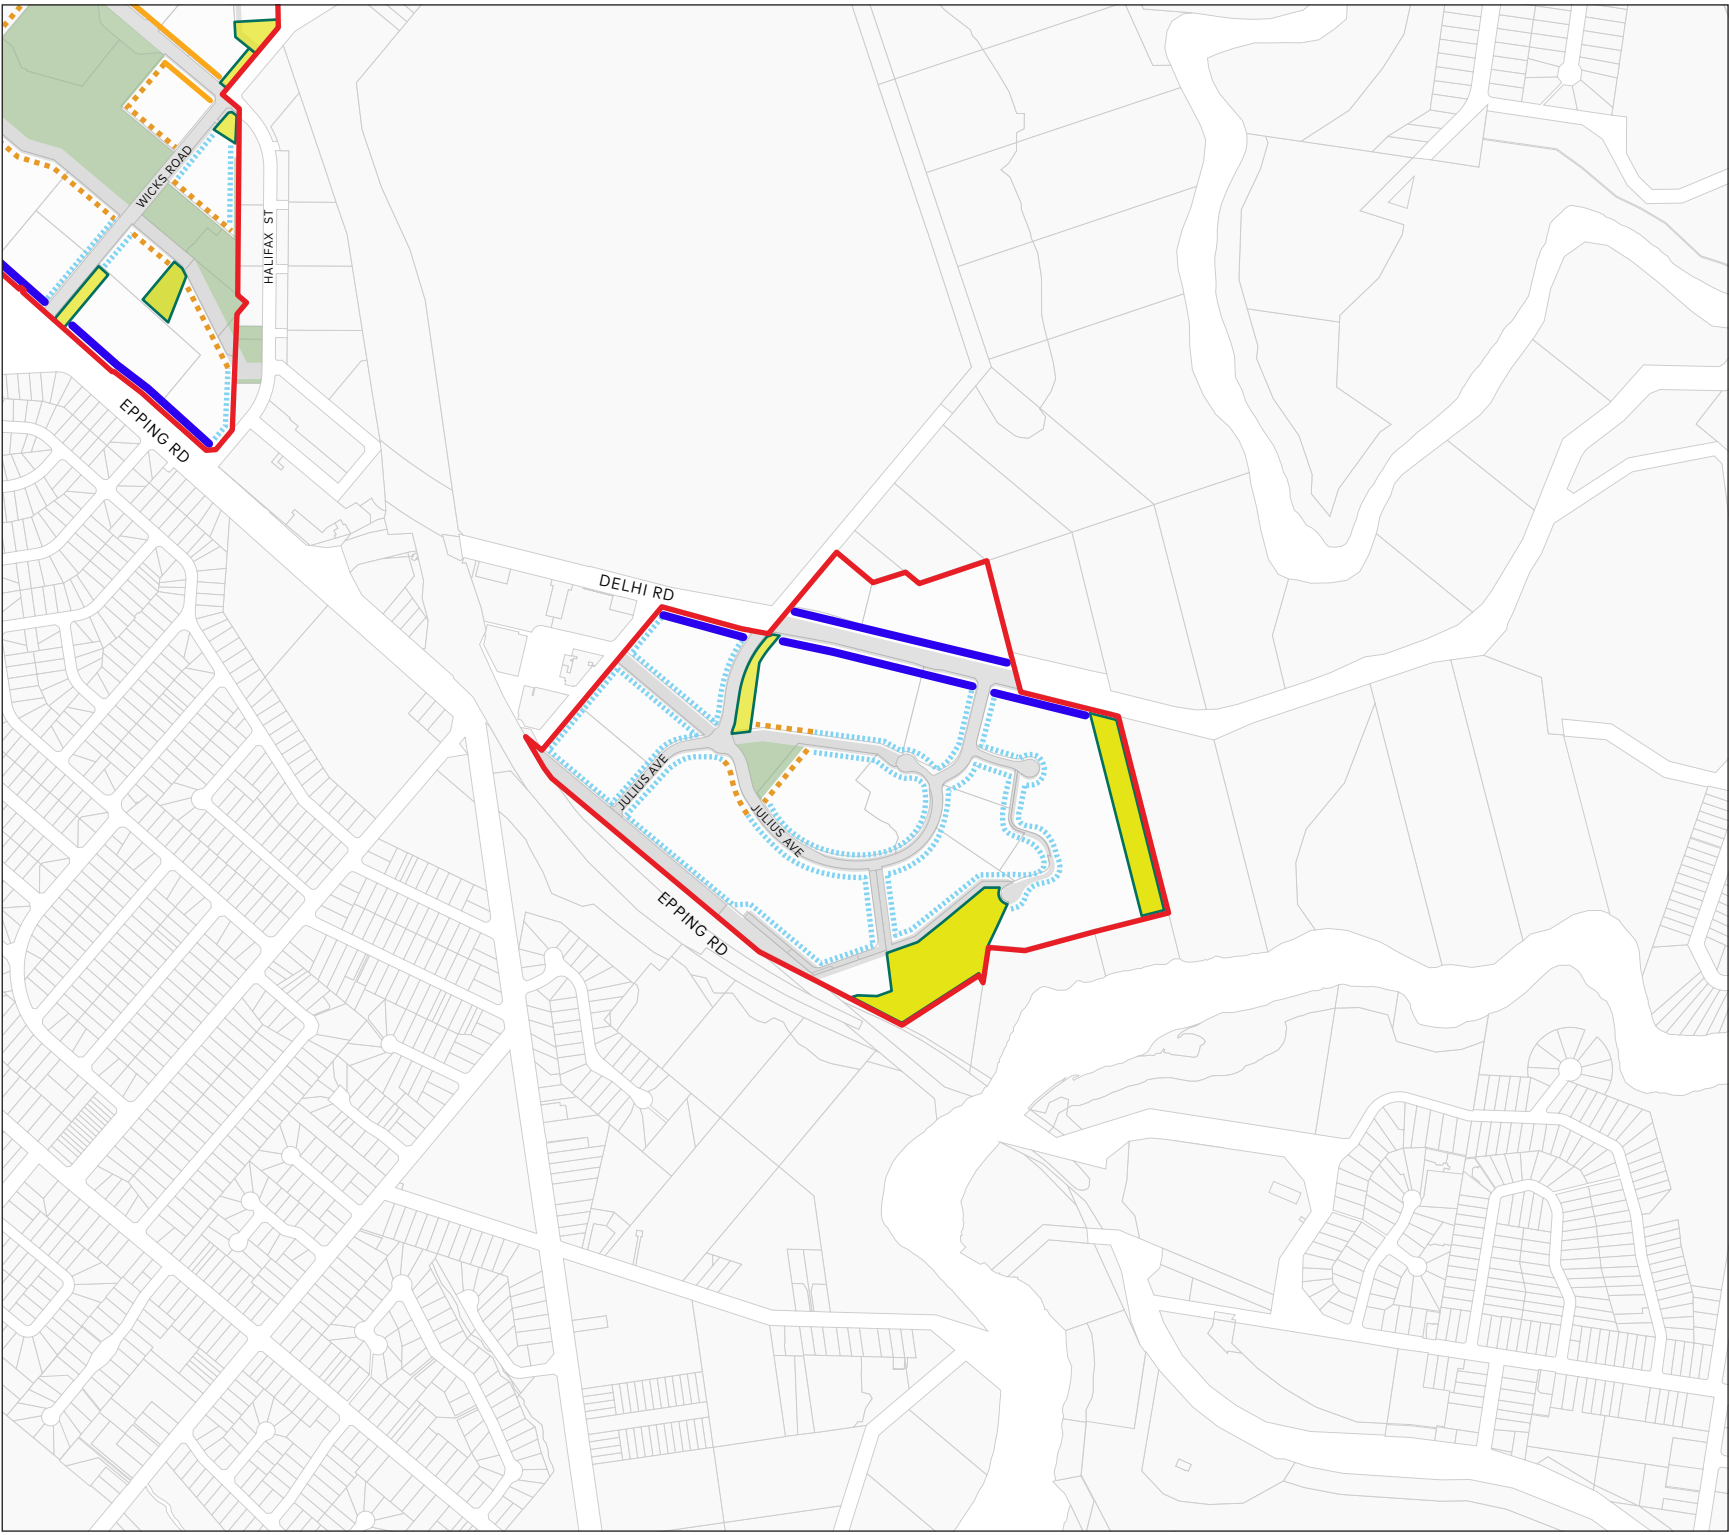 WICKS ROAD
HALIFAX ST
EPPING RD
DELHI RD
JULIUS AVE
JULIUS AVE
EPPING RD